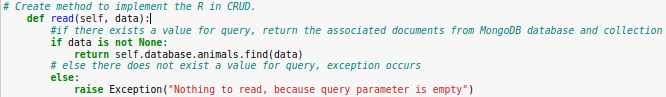 # Create method to implement the R in CRUD.
def read(self, data):
#if there exists a value for query, return the associated documents from MongoDB database and collection
if data is not None:
return self.database.animals.find(data)
# else there does not exist a value for query, exception occurs
else:
raise Exception("Nothing to read, because query parameter is empty")